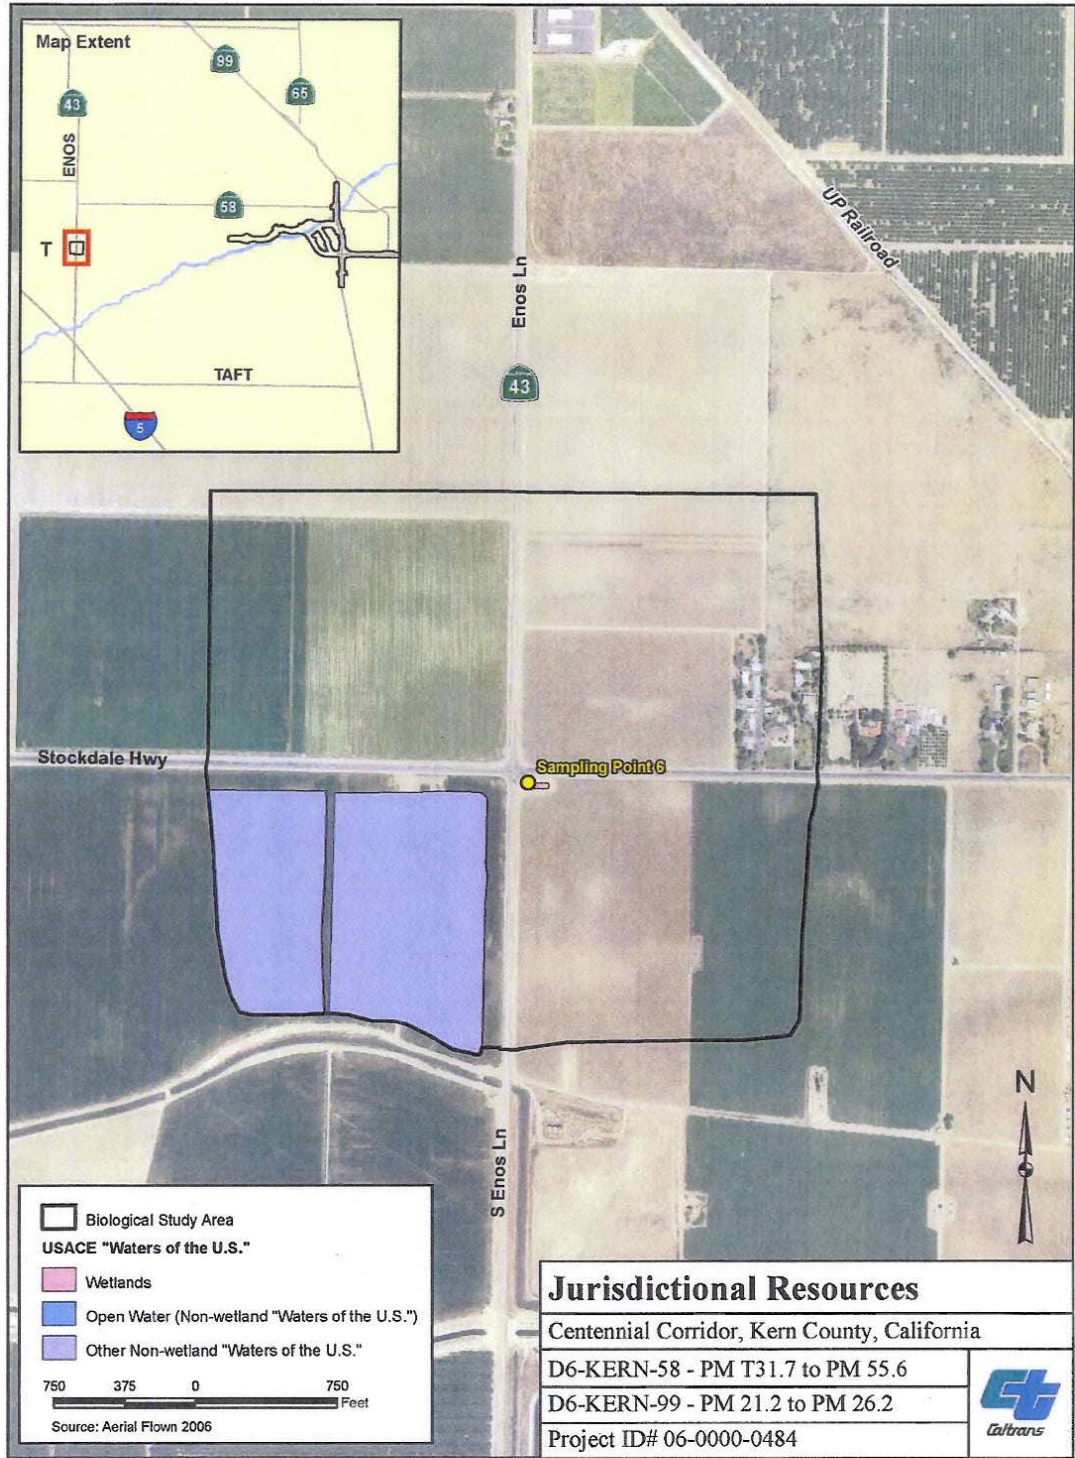 Map Extent
99
65
43
ENOS
58
T
TAFT
5
UP Railroad
Enos Ln
43
Stockdale Hwy
Sampling Point 6
S Enos Ln
N
Biological Study Area
USACE "Waters of the U.S."
Wetlands
Open Water (Non-wetland "Waters of the U.S.")
Other Non-wetland "Waters of the U.S."
750 375 0 750
Feet
Source: Aerial Flown 2006
Jurisdictional Resources
Centennial Corridor, Kern County, California
D6-KERN-58 - PM T31.7 to PM 55.6
D6-KERN-99 - PM 21.2 to PM 26.2
Project ID# 06-0000-0484
ct
Caltrans